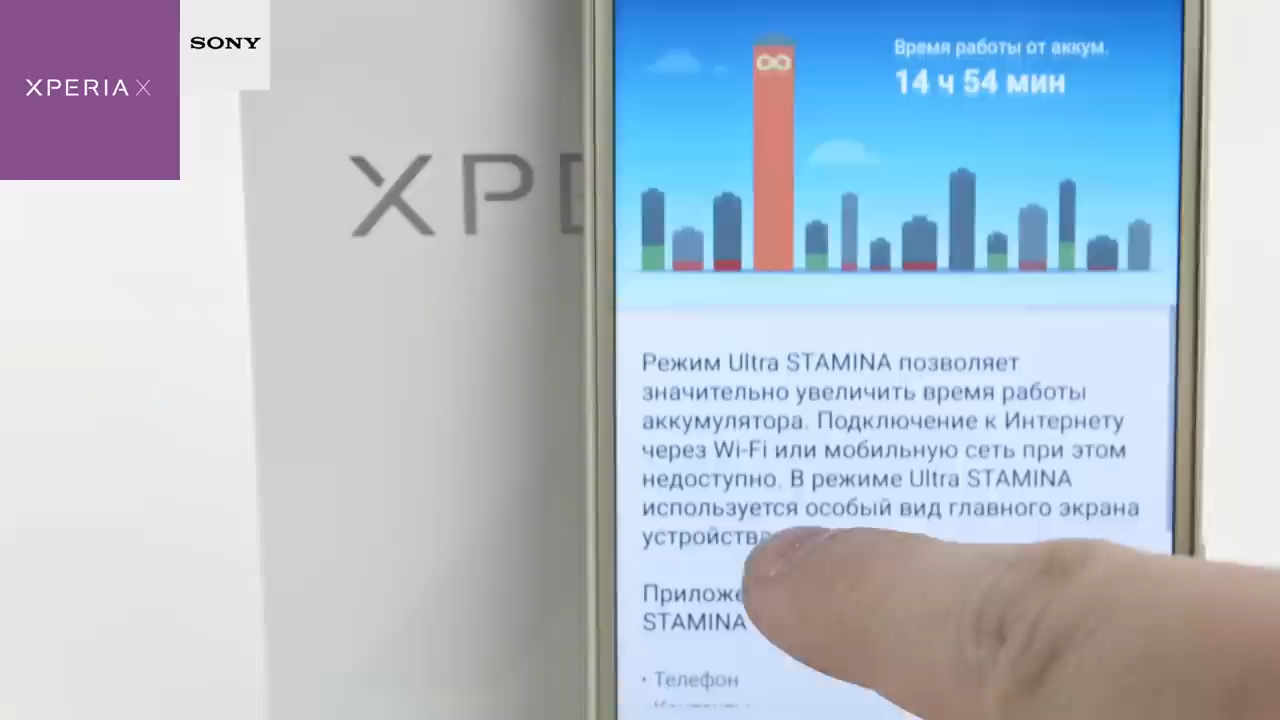 XPERIA X
SONY
XPE
∞
Время работы от аккум.
14 ч 54 мин
Режим Ultra STAMINA позволяет
значительно увеличить время работы
аккумулятора. Подключение к Интернету
через Wi-Fi или мобильную сеть при этом
недоступно. В режиме Ultra STAMINA
используется особый вид главного экрана
устройства
Приложе
STAMINA
· Телефон